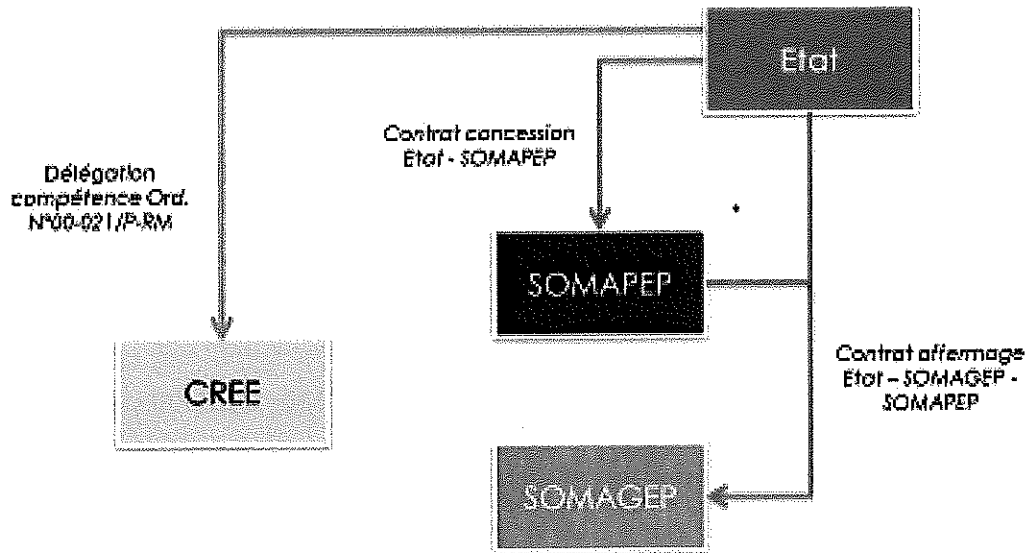 Etat
Contrat concession
Etat - SOMAPEP
Délégation
compétence Ord.
N°00-021/P-RM
SOMAPEP
CREE
Contrat affermage
Etat – SOMAGEP -
SOMAPEP
SOMAGEP